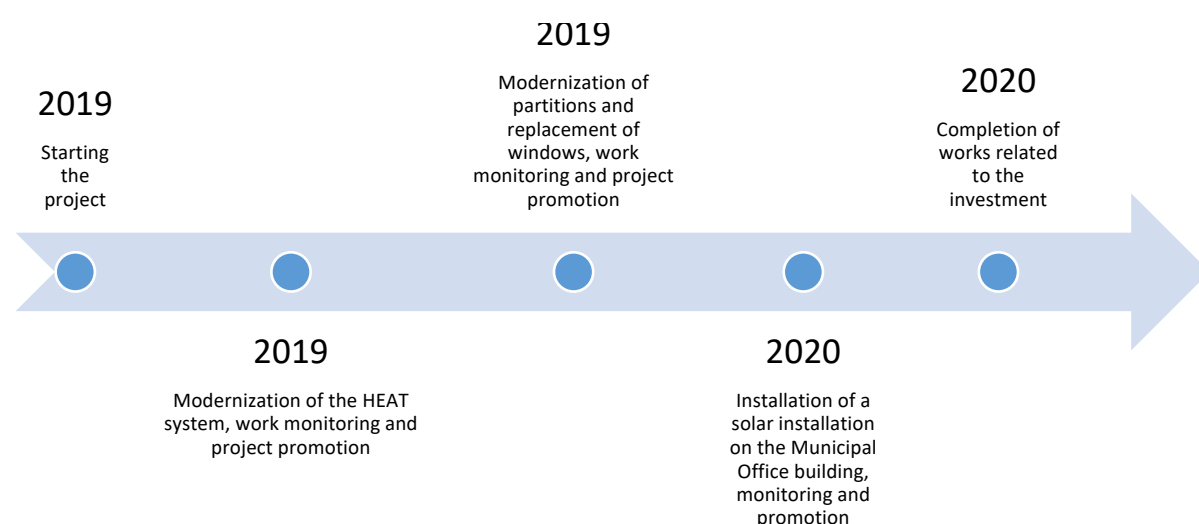 2019
Starting
the
project
2019
Modernization of the HEAT
system, work monitoring and
project promotion
2019
Modernization of
partitions and
replacement of
windows, work
monitoring and project
promotion
2020
Installation of a
solar installation
on the Municipal
Office building,
monitoring and
promotion
2020
Completion of
works related
to the
investment